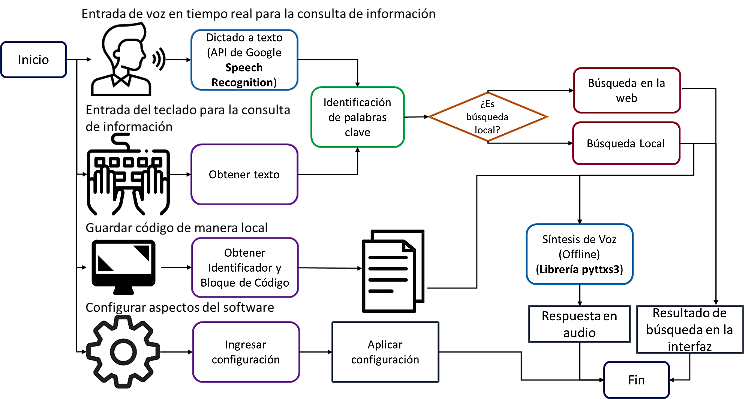 Entrada de voz en tiempo real para la consulta de información
Inicio
Dictado a texto
(API de Google
Speech
Recognition)
Entrada del teclado para la consulta
de información
Obtener texto
Identificación
de palabras
clave
¿Es
búsqueda
local?
Búsqueda en la
web
Búsqueda Local
Guardar código de manera local
Obtener
Identificador y
Bloque de Código
Síntesis de Voz
(Offline)
(Librería pyttxs3)
Configurar aspectos del software
Ingresar
configuración
Aplicar
configuración
Respuesta en
audio
Resultado de
búsqueda en la
interfaz
Fin